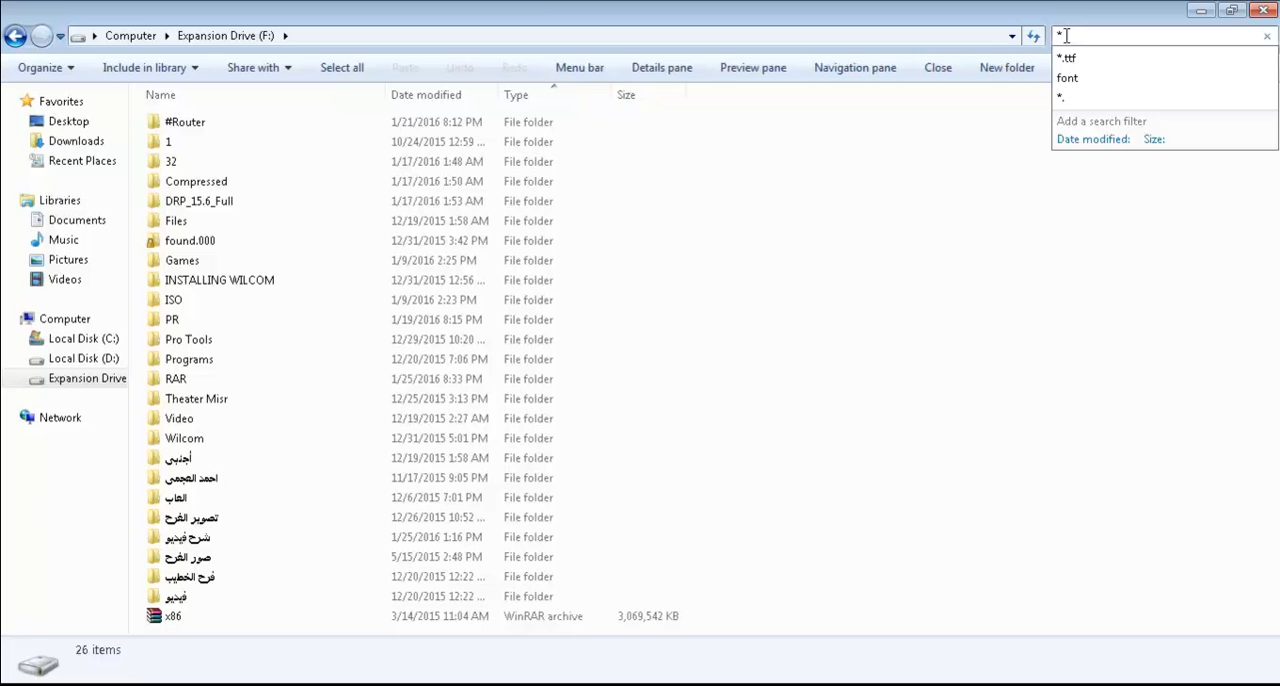 Computer Expansion Drive (F:) *
*.ttf
font
*.
Add a search filter
Date modified: Size:
Organize Include in library Share with Select all Paste Undo Redo Menu bar Details pane Preview pane Navigation pane Close New folder
Favorites
Desktop
Downloads
Recent Places
Libraries
Documents
Music
Pictures
Videos
Computer
Local Disk (C:)
Local Disk (D:)
Expansion Drive
Network
Name Date modified Type Size
#Router 1/21/2016 8:12 PM File folder
1 10/24/2015 12:59 ... File folder
32 1/17/2016 1:48 AM File folder
Compressed 1/17/2016 1:50 AM File folder
DRP_15.6_Full 1/17/2016 1:53 AM File folder
Files 12/19/2015 1:58 AM File folder
found.000 12/31/2015 3:42 PM File folder
Games 1/9/2016 2:25 PM File folder
INSTALLING WILCOM 12/31/2015 12:56 ... File folder
ISO 1/9/2016 2:23 PM File folder
PR 1/19/2016 8:15 PM File folder
Pro Tools 12/29/2015 10:20 ... File folder
Programs 12/20/2015 7:06 PM File folder
RAR 1/25/2016 8:33 PM File folder
Theater Misr 12/25/2015 3:13 PM File folder
Video 12/19/2015 2:27 AM File folder
Wilcom 12/31/2015 5:01 PM File folder
أجنبى 12/19/2015 1:58 AM File folder
احمد العجمى 11/17/2015 9:05 PM File folder
العاب 12/6/2015 7:01 PM File folder
تصوير الفرح 12/26/2015 10:52 ... File folder
شرح فيديو 1/25/2016 1:16 PM File folder
صور الفرح 5/15/2015 2:48 PM File folder
فرح الخطيب 12/20/2015 12:22 ... File folder
فيديو 12/20/2015 12:22 ... File folder
x86 3/14/2015 11:04 AM WinRAR archive 3,069,542 KB
26 items